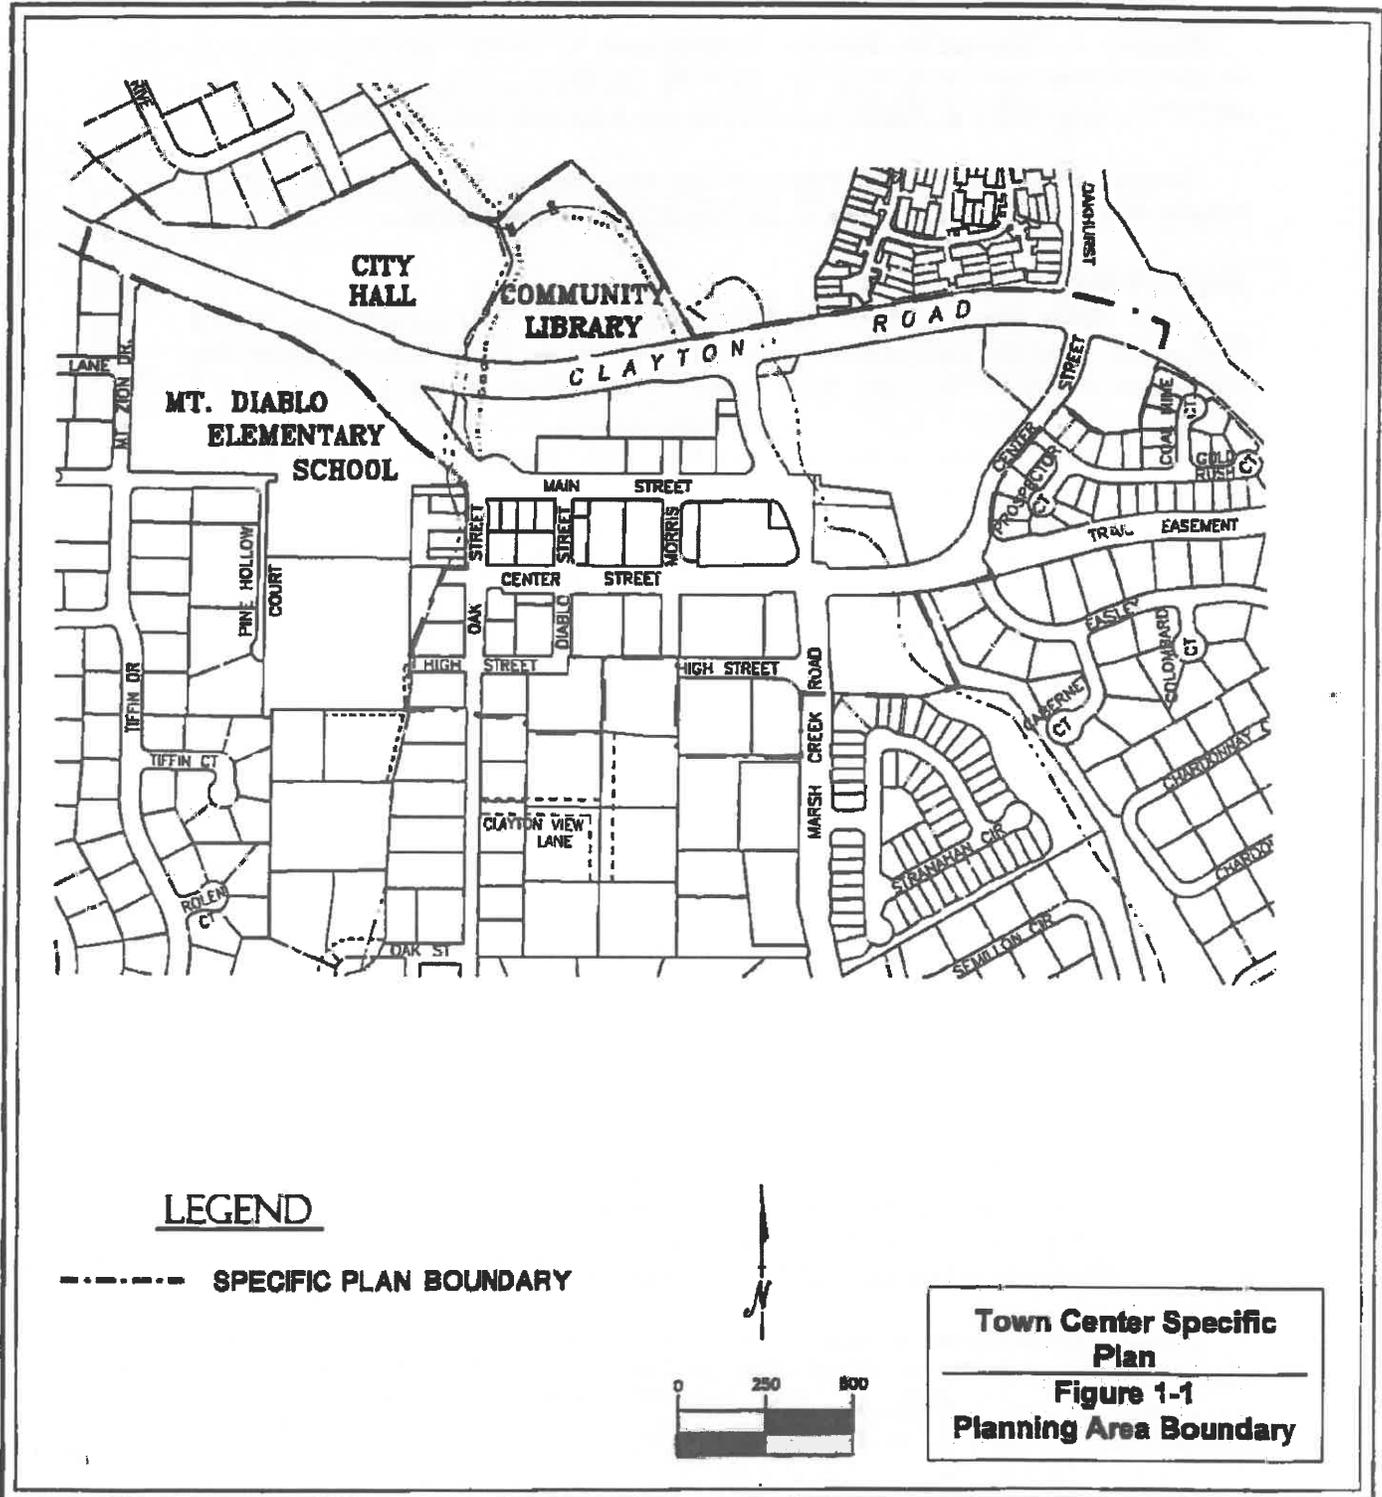 CITY
HALL
COMMUNITY
LIBRARY
OAKHURST
CLAYTON ROAD
LANE
MT ZION DR.
MT. DIABLO
ELEMENTARY
SCHOOL
STREET
CENTER
COAL MINE
CT
GOLD
RUSH
CT
PROSPECTOR
CT
MAIN STREET
STREET
STREET
MORRIS
TRAIL EASEMENT
PINE HOLLOW
COURT
CENTER STREET
OAK
DIABLO
EASLEY
COLOMBARD
CT
HIGH STREET
HIGH STREET
ROAD
TIFFIN DR
CABERNET
CT
CHARDONNAY
TIFFIN CT
CREEK
MARSH
CLAYTON VIEW
LANE
STRANAHAN CIR
ROLEN
CT
OAK ST
SEMILLON CIR
LEGEND
SPECIFIC PLAN BOUNDARY
N
0 250 500
Town Center Specific
Plan
Figure 1-1
Planning Area Boundary